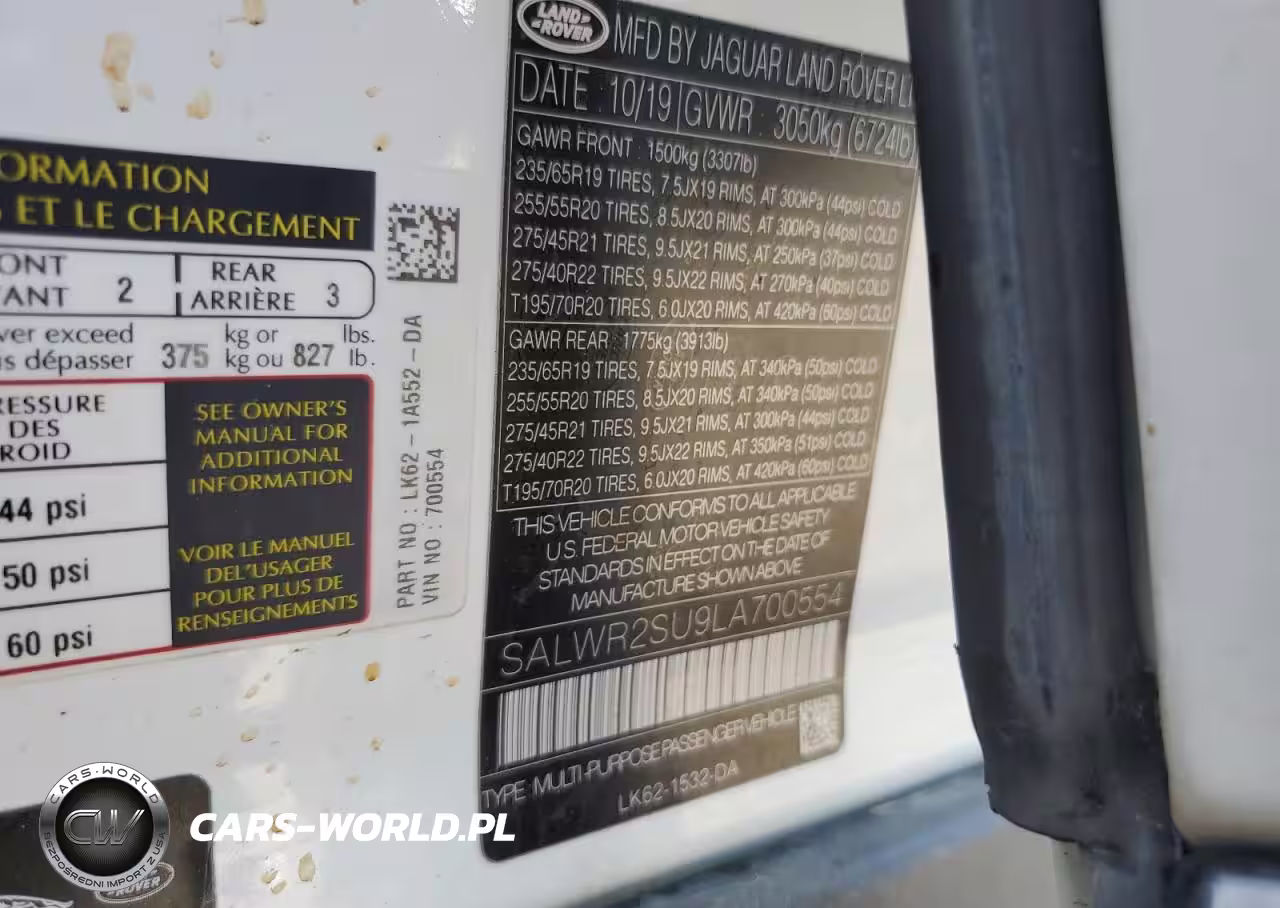 ORMATION
ET LE CHARGEMENT
ONT
ANT 2
REAR
ARRIÈRE 3
ver exceed kg or lbs.
s dépasser 375 kg ou 827 lb.
RESSURE
DES
ROID
44 psi
50 psi
60 psi
SEE OWNER'S
MANUAL FOR
ADDITIONAL
INFORMATION
VOIR LE MANUEL
DEL'USAGER
POUR PLUS DE
RENSEIGNEMENTS
PART NO : LK62 - 1A552 - DA
VIN NO : 700554
LAND ROVER
MFD BY JAGUAR LAND ROVER
DATE 10/19 GVWR 3050kg (6724lb)
GAWR FRONT 1500kg (3307lb)
235/65R19 TIRES, 7.5JX19 RIMS, AT 300kPa (44psi) COLD
255/55R20 TIRES, 8.5JX20 RIMS, AT 300kPa (44psi) COLD
275/45R21 TIRES, 9.5JX21 RIMS, AT 250kPa (37psi) COLD
275/40R22 TIRES, 9.5JX22 RIMS, AT 270kPa (40psi) COLD
T195/70R20 TIRES, 6.0JX20 RIMS, AT 420kPa (60psi) COLD
GAWR REAR 1775kg (3913lb)
235/65R19 TIRES, 7.5JX19 RIMS, AT 340kPa (50psi) COLD
255/55R20 TIRES, 8.5JX20 RIMS, AT 340kPa (50psi) COLD
275/45R21 TIRES, 9.5JX21 RIMS, AT 300kPa (44psi) COLD
275/40R22 TIRES, 9.5JX22 RIMS, AT 350kPa (51psi) COLD
T195/70R20 TIRES, 6.0JX20 RIMS, AT 420kPa (60psi) COLD
THIS VEHICLE CONFORMS TO ALL APPLICABLE
U.S. FEDERAL MOTOR VEHICLE SAFETY
STANDARDS IN EFFECT ON THE DATE OF
MANUFACTURE SHOWN ABOVE
SALWR2SU9LA700554
TYPE: MULTI-PURPOSE PASSENGER VEHICLE
LK62-1532-DA
CARS-WORLD
CW
BEZPOŚREDNI IMPORT Z USA
CARS-WORLD.PL
ROVER